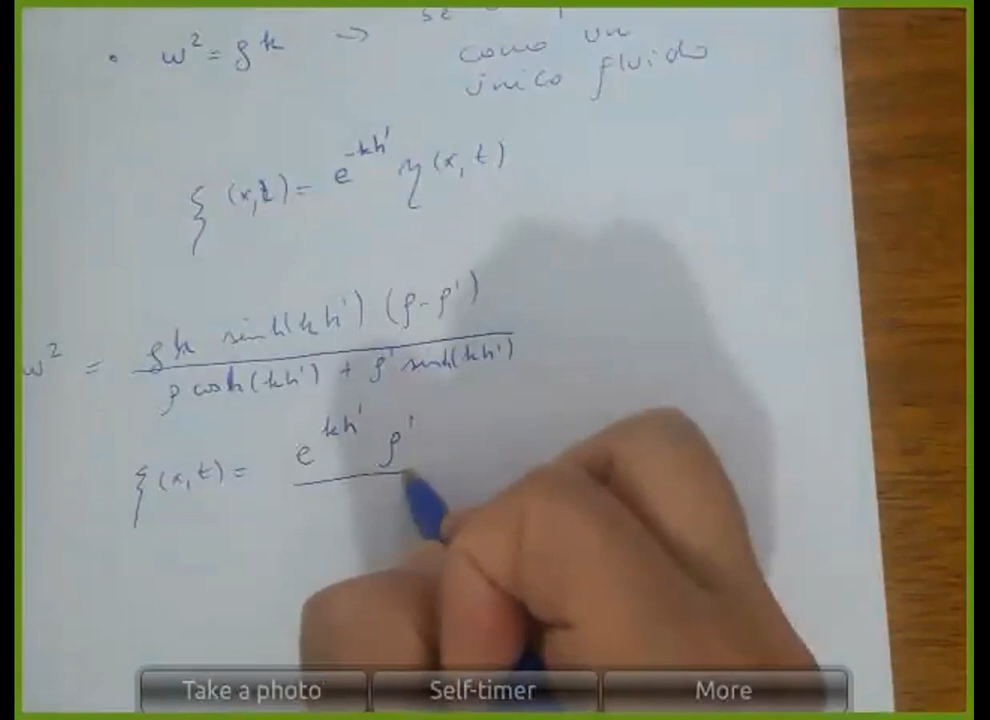 • ω² = gk ⇒
como un
único fluido
ξ(x,t) = e^{-kh'} η(x,t)
ω² = \frac{gk sinh(kh') (ρ-ρ')}{ρ cosh(kh') + ρ' sinh(kh')}
ξ(x,t) = e^{kh'} ρ'
Take a photo Self-timer More